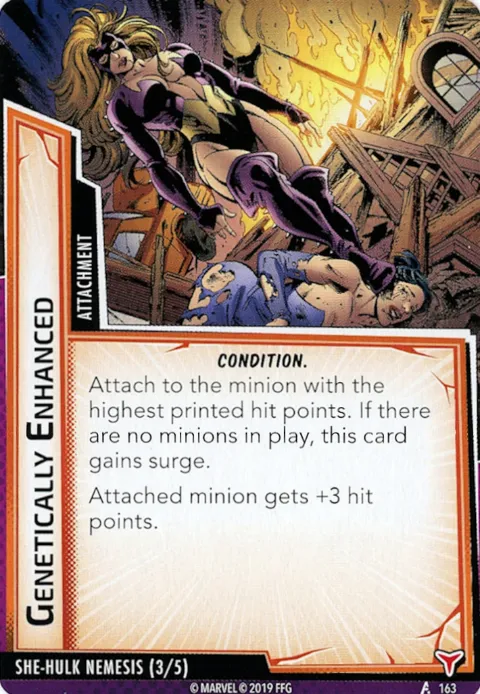 ATTACHMENT
GENETICALLY ENHANCED
CONDITION.
Attach to the minion with the
highest printed hit points. If there
are no minions in play, this card
gains surge.
Attached minion gets +3 hit
points.
SHE-HULK NEMESIS (3/5)
© MARVEL © 2019 FFG
163